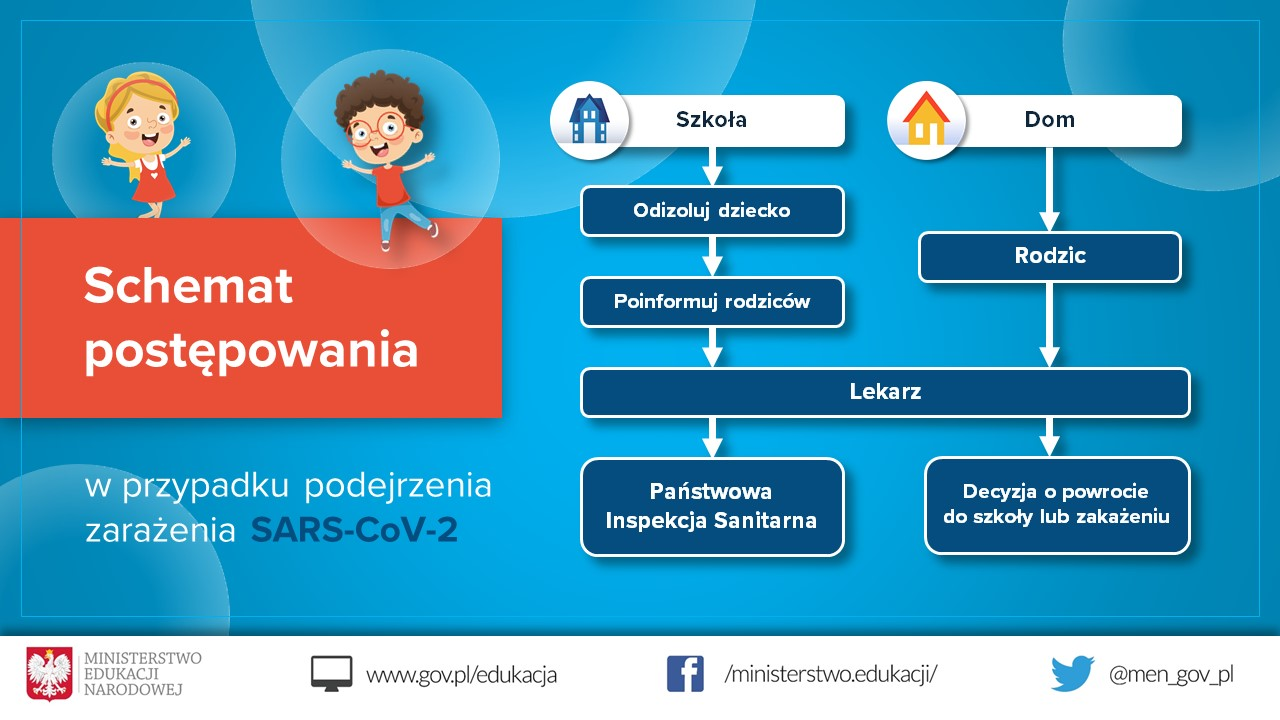 Schemat
postępowania
w przypadku podejrzenia
zarażenia SARS-CoV-2
Szkoła
Odizoluj dziecko
Poinformuj rodziców
Dom
Rodzic
Lekarz
Państwowa
Inspekcja Sanitarna
Decyzja o powrocie
do szkoły lub zakażeniu
MINISTERSTWO
EDUKACJI
NARODOWEJ
www.gov.pl/edukacja
/ministerstwo.edukacji/
@men_gov_pl